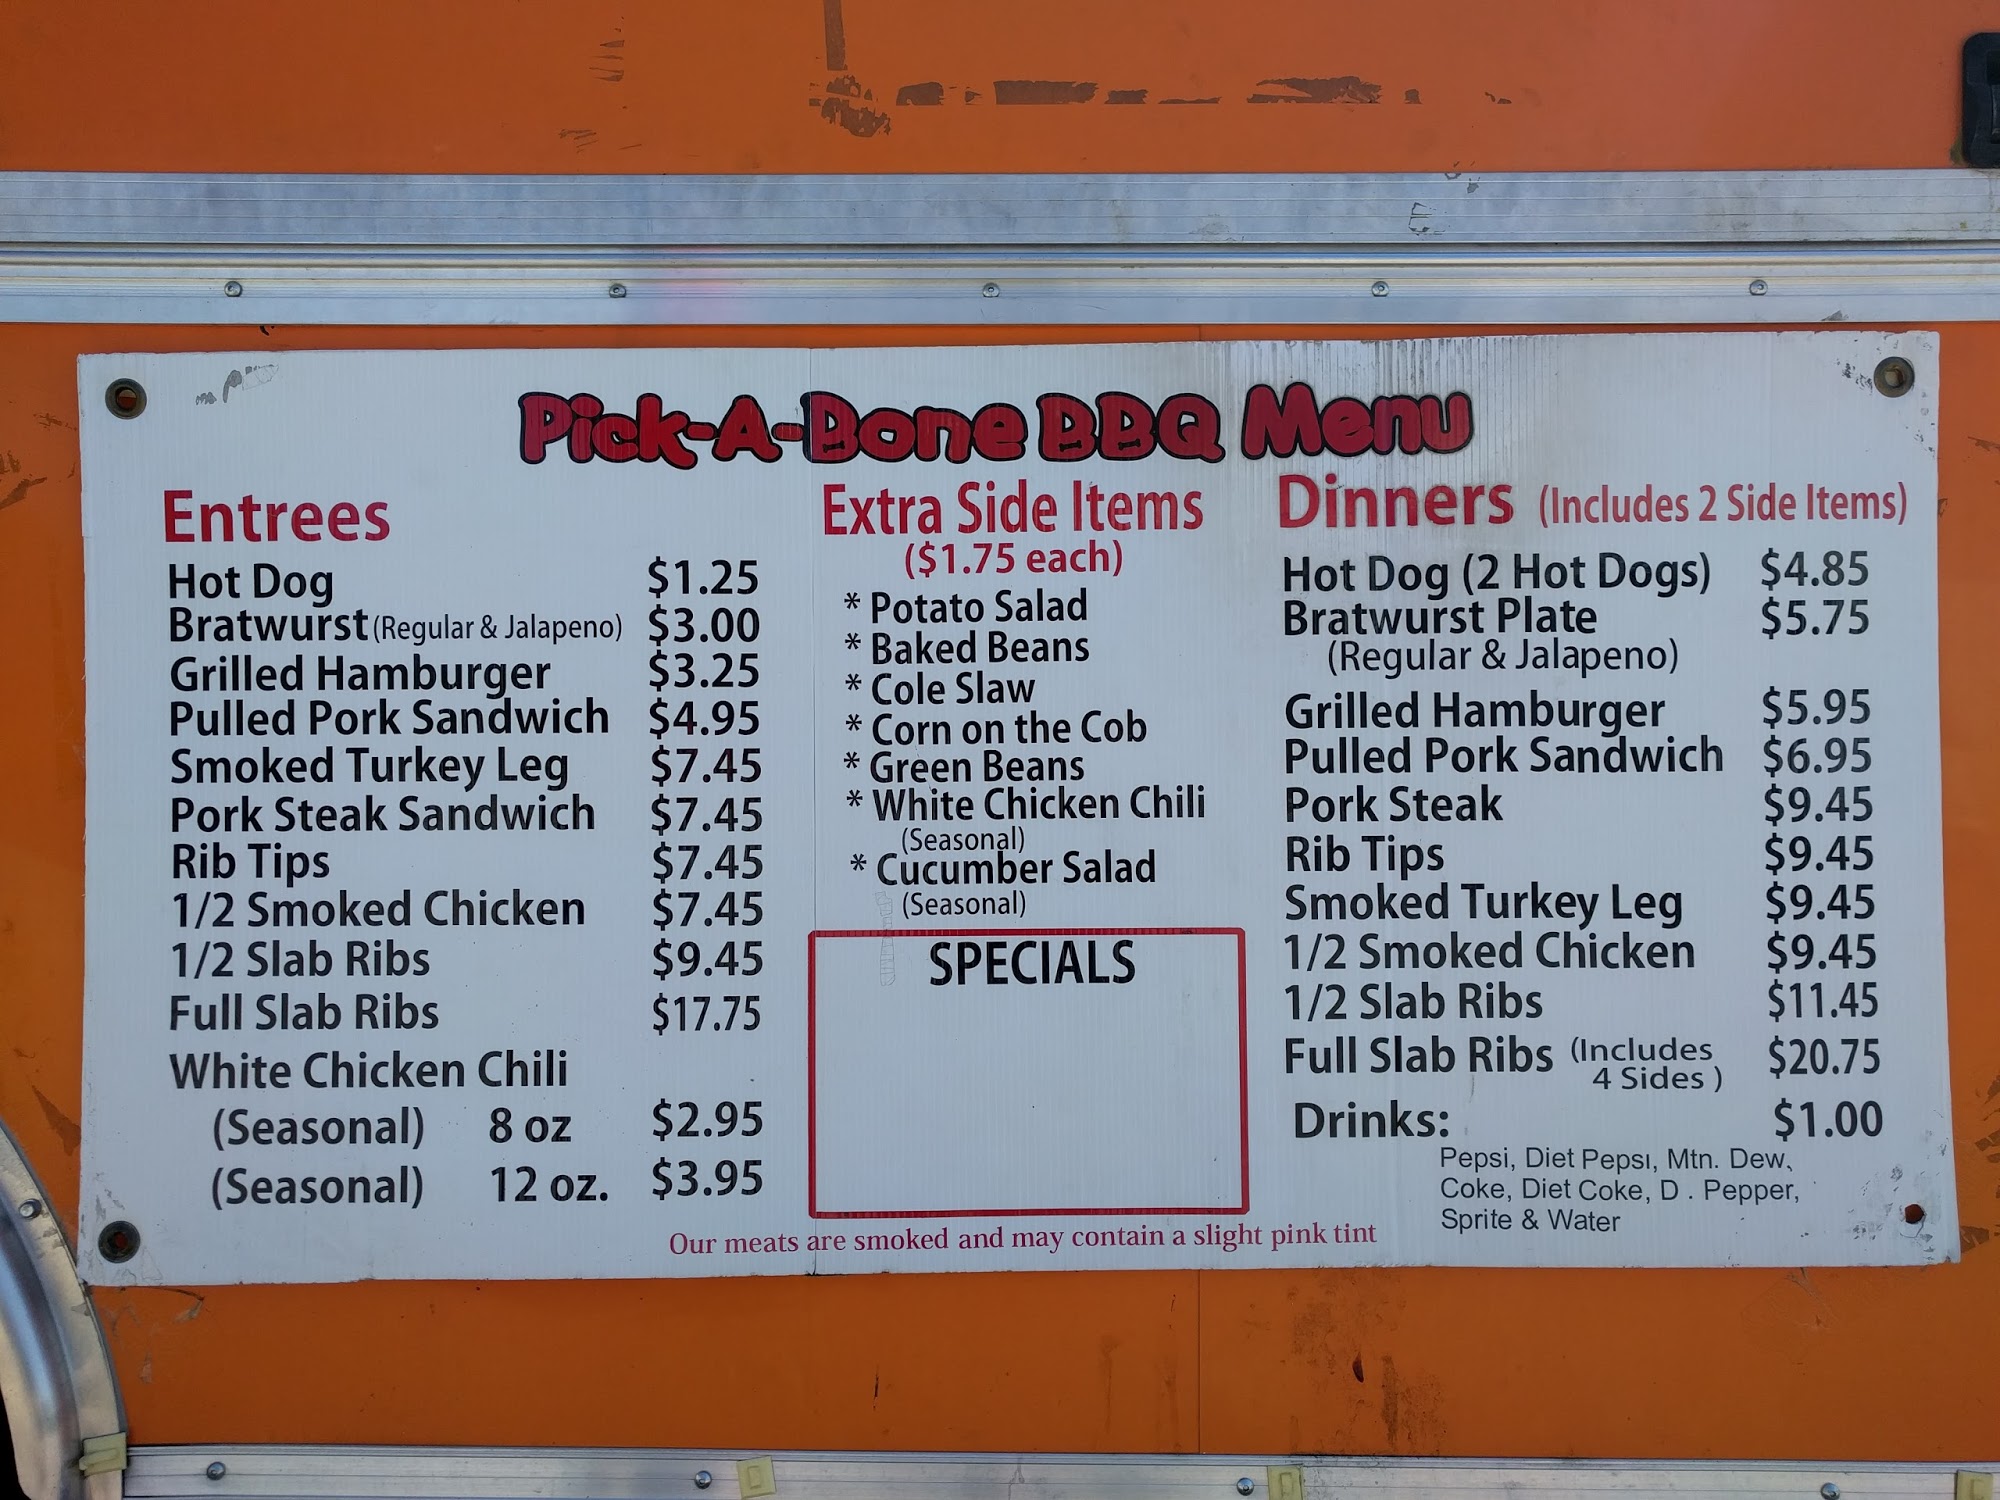 Pick-A-Bone BBQ Menu
Entrees
Hot Dog $1.25
Bratwurst (Regular & Jalapeno) $3.00
Grilled Hamburger $3.25
Pulled Pork Sandwich $4.95
Smoked Turkey Leg $7.45
Pork Steak Sandwich $7.45
Rib Tips $7.45
1/2 Smoked Chicken $7.45
1/2 Slab Ribs $9.45
Full Slab Ribs $17.75
White Chicken Chili
(Seasonal) 8 oz $2.95
(Seasonal) 12 oz. $3.95
Extra Side Items
($1.75 each)
* Potato Salad
* Baked Beans
* Cole Slaw
* Corn on the Cob
* Green Beans
* White Chicken Chili
(Seasonal)
* Cucumber Salad
(Seasonal)
SPECIALS
Dinners (Includes 2 Side Items)
Hot Dog (2 Hot Dogs) $4.85
Bratwurst Plate $5.75
(Regular & Jalapeno)
Grilled Hamburger $5.95
Pulled Pork Sandwich $6.95
Pork Steak $9.45
Rib Tips $9.45
Smoked Turkey Leg $9.45
1/2 Smoked Chicken $9.45
1/2 Slab Ribs $11.45
Full Slab Ribs (Includes $20.75
4 Sides )
Drinks: $1.00
Pepsi, Diet Pepsi, Mtn. Dew,
Coke, Diet Coke, D . Pepper,
Sprite & Water
Our meats are smoked and may contain a slight pink tint